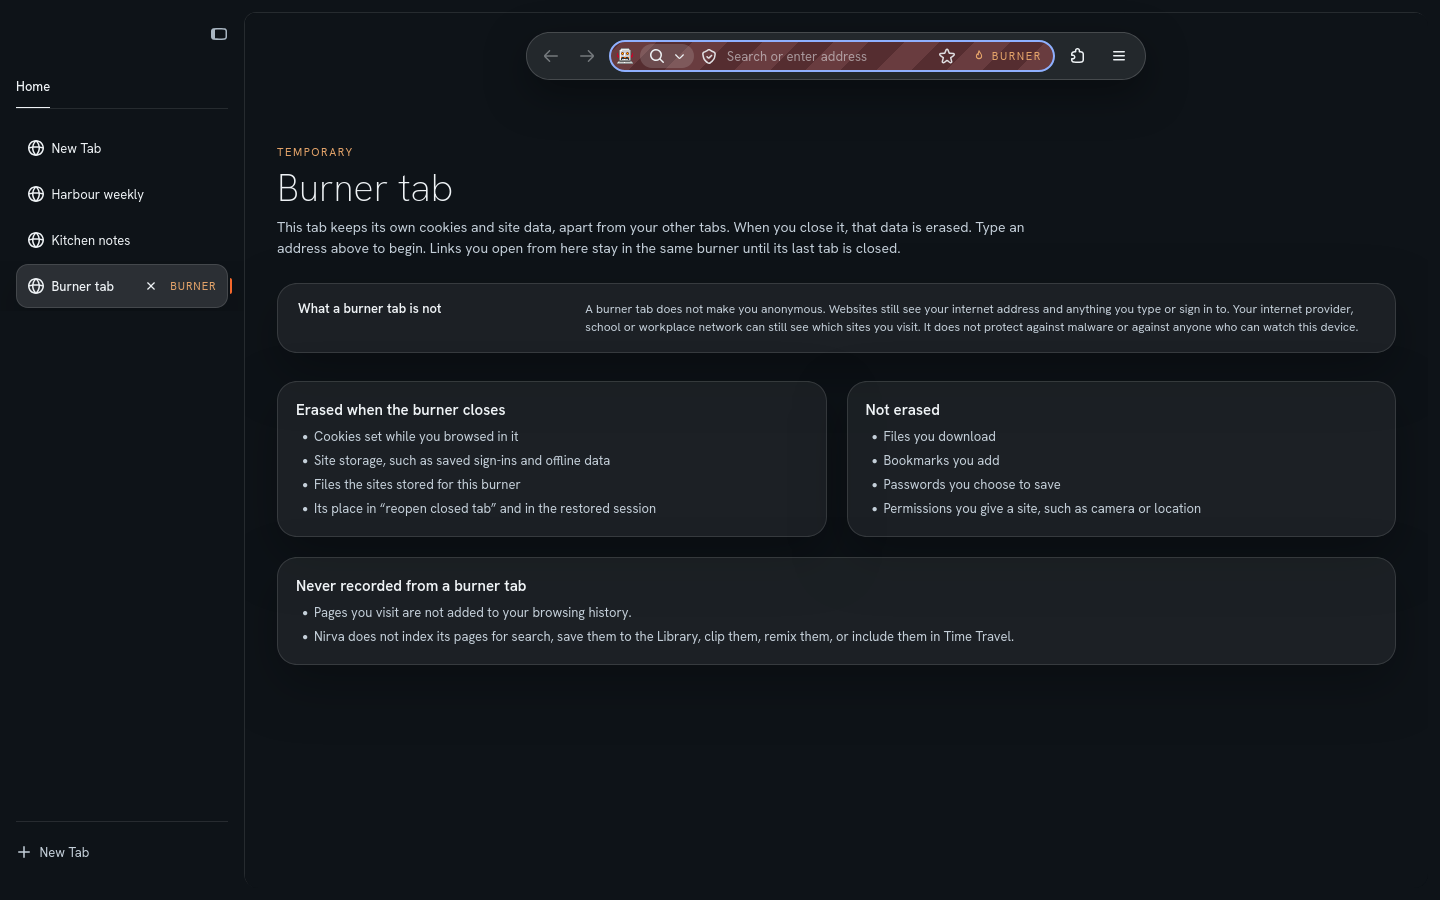 Home
New Tab
Harbour weekly
Kitchen notes
Burner tab
BURNER
New Tab
Search or enter address
BURNER
TEMPORARY
Burner tab
This tab keeps its own cookies and site data, apart from your other tabs. When you close it, that data is erased. Type an
address above to begin. Links you open from here stay in the same burner until its last tab is closed.
What a burner tab is not
A burner tab does not make you anonymous. Websites still see your internet address and anything you type or sign in to. Your internet provider,
school or workplace network can still see which sites you visit. It does not protect against malware or against anyone who can watch this device.
Erased when the burner closes
• Cookies set while you browsed in it
• Site storage, such as saved sign-ins and offline data
• Files the sites stored for this burner
• Its place in “reopen closed tab” and in the restored session
Not erased
• Files you download
• Bookmarks you add
• Passwords you choose to save
• Permissions you give a site, such as camera or location
Never recorded from a burner tab
• Pages you visit are not added to your browsing history.
• Nirva does not index its pages for search, save them to the Library, clip them, remix them, or include them in Time Travel.